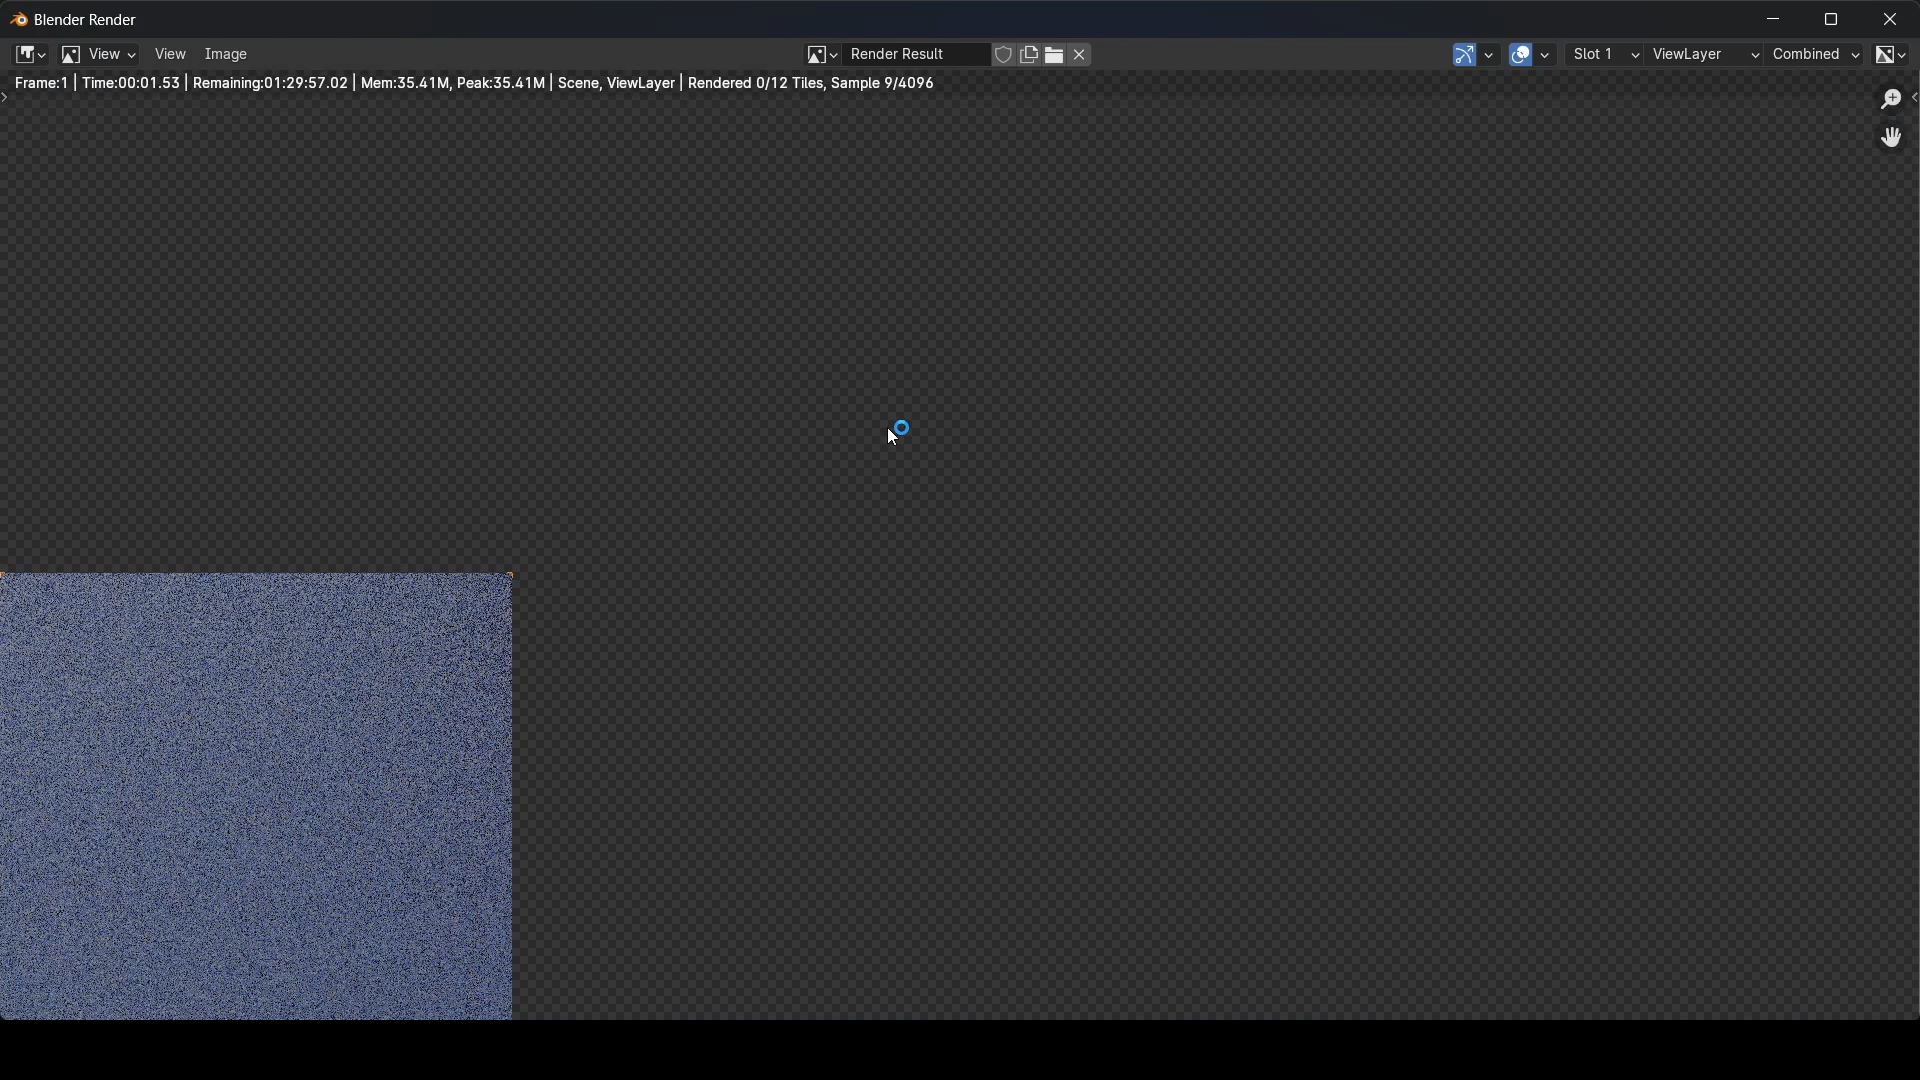 Blender Render
View View Image Render Result Slot 1 ViewLayer Combined
Frame:1 | Time:00:01.53 | Remaining:01:29:57.02 | Mem:35.41M, Peak:35.41M | Scene, ViewLayer | Rendered 0/12 Tiles, Sample 9/4096